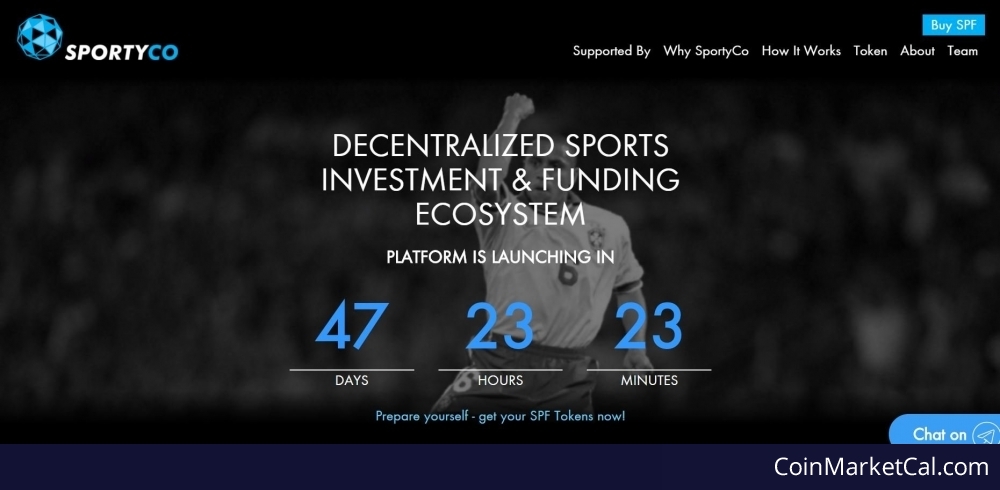 SPORTYCO
Buy SPF
Supported By Why SportyCo How It Works Token About Team
DECENTRALIZED SPORTS
INVESTMENT & FUNDING
ECOSYSTEM
PLATFORM IS LAUNCHING IN
6
47 23 23
DAYS HOURS MINUTES
6
Prepare yourself - get your SPF Tokens now!
Chat on
CoinMarketCal.com